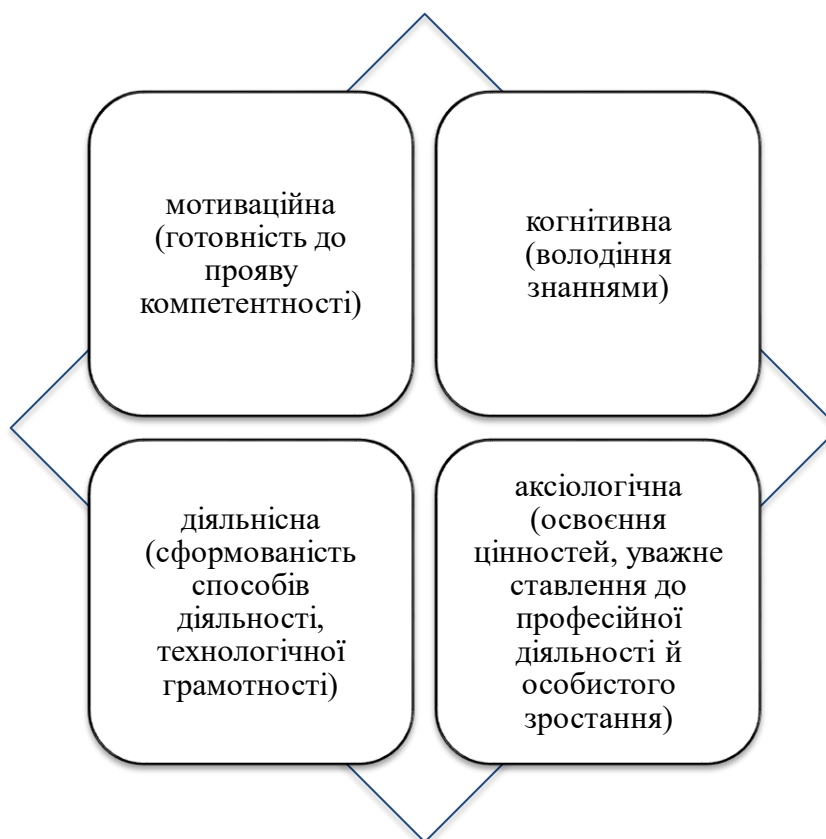 мотиваційна
(готовність до
прояву
компетентності)
когнітивна
(володіння
знаннями)
діяльнісна
(сформованість
способів
діяльності,
технологічної
грамотності)
аксіологічна
(освоєння
цінностей, уважне
ставлення до
професійної
діяльності й
особистого
зростання)